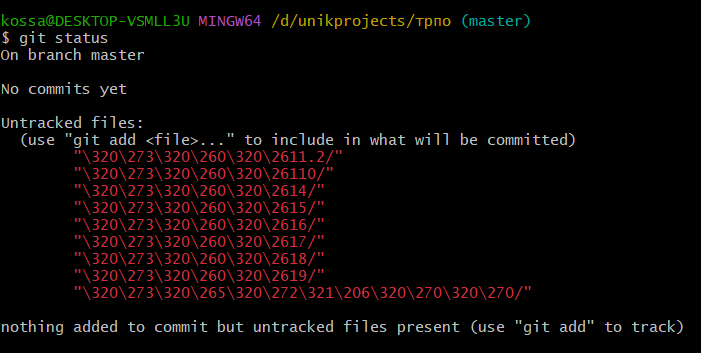 kossa@DESKTOP-VSMLL3U MINGW64 /d/unikprojects/трпо (master)
$ git status
On branch master
No commits yet
Untracked files:
(use "git add <file>..." to include in what will be committed)
"\320\273\320\260\320\2611.2/"
"\320\273\320\260\320\26110/"
"\320\273\320\260\320\2614/"
"\320\273\320\260\320\2615/"
"\320\273\320\260\320\2616/"
"\320\273\320\260\320\2617/"
"\320\273\320\260\320\2618/"
"\320\273\320\260\320\2619/"
"\320\273\320\265\320\272\321\206\320\270\320\270/"
nothing added to commit but untracked files present (use "git add" to track)